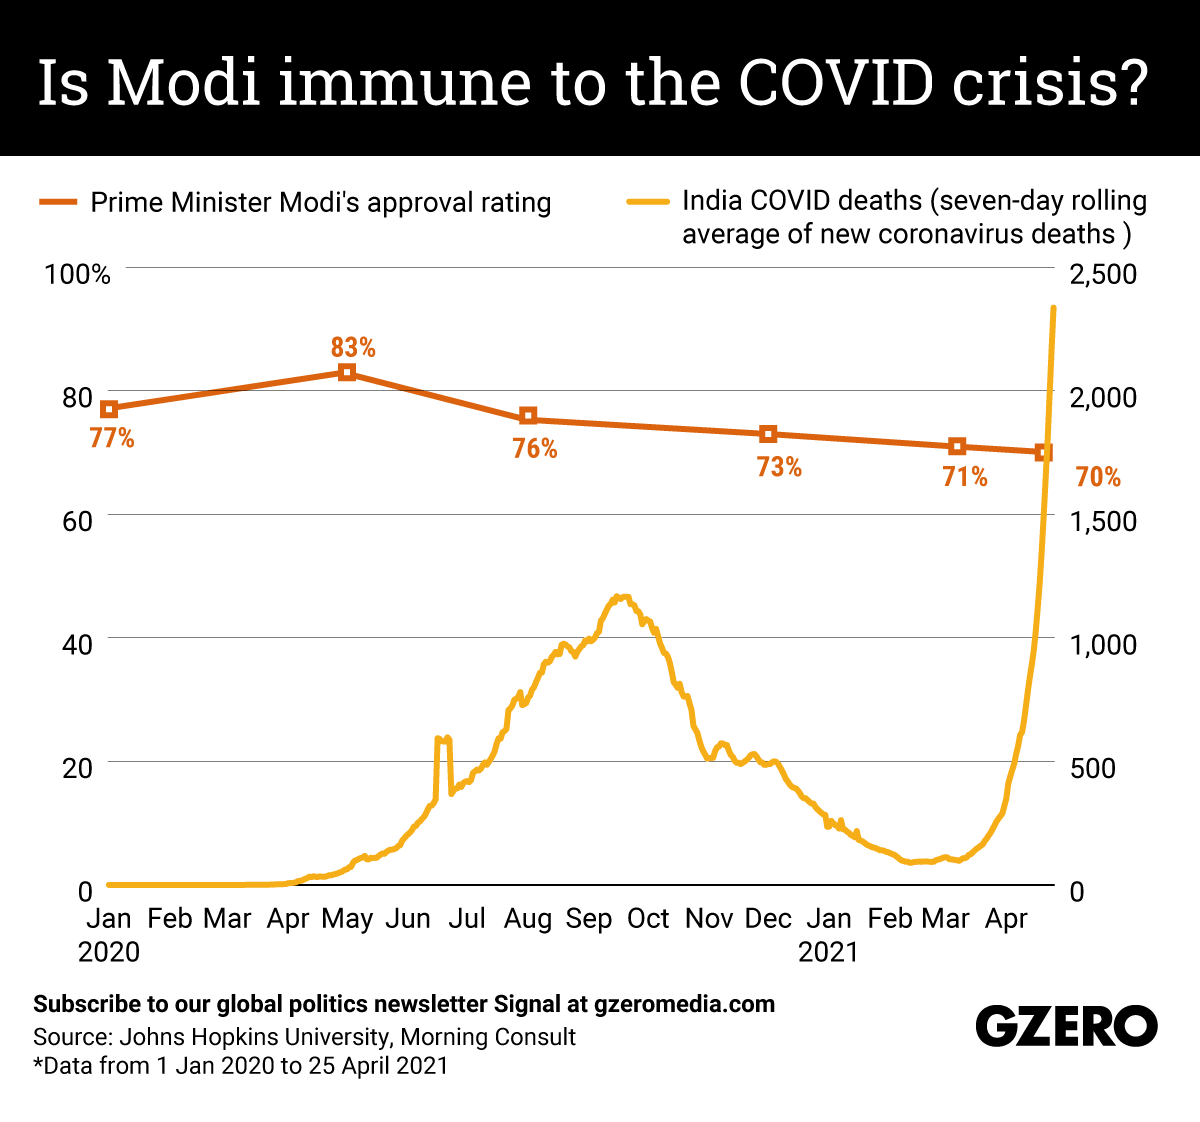 Is Modi immune to the COVID crisis?
Prime Minister Modi's approval rating
India COVID deaths (seven-day rolling
average of new coronavirus deaths )
100%
2,500
83%
80
2,000
77%
76%
73%
71%
70%
60
1,500
40
1,000
20
500
0
0
Jan Feb Mar Apr May Jun Jul Aug Sep Oct Nov Dec Jan Feb Mar Apr
2020 2021
Subscribe to our global politics newsletter Signal at gzeromedia.com
Source: Johns Hopkins University, Morning Consult
*Data from 1 Jan 2020 to 25 April 2021
GZERO